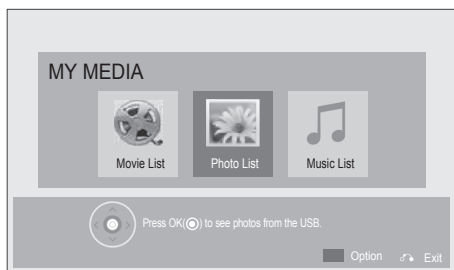 MY MEDIA
Movie List Photo List Music List
Press OK(◉) to see photos from the USB.
Option Exit